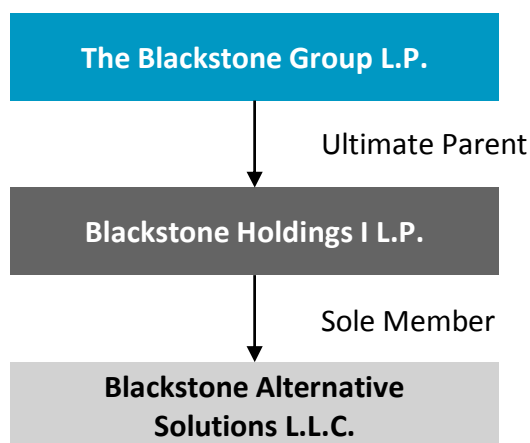 The Blackstone Group L.P.
Ultimate Parent
Blackstone Holdings I L.P.
Sole Member
Blackstone Alternative
Solutions L.L.C.